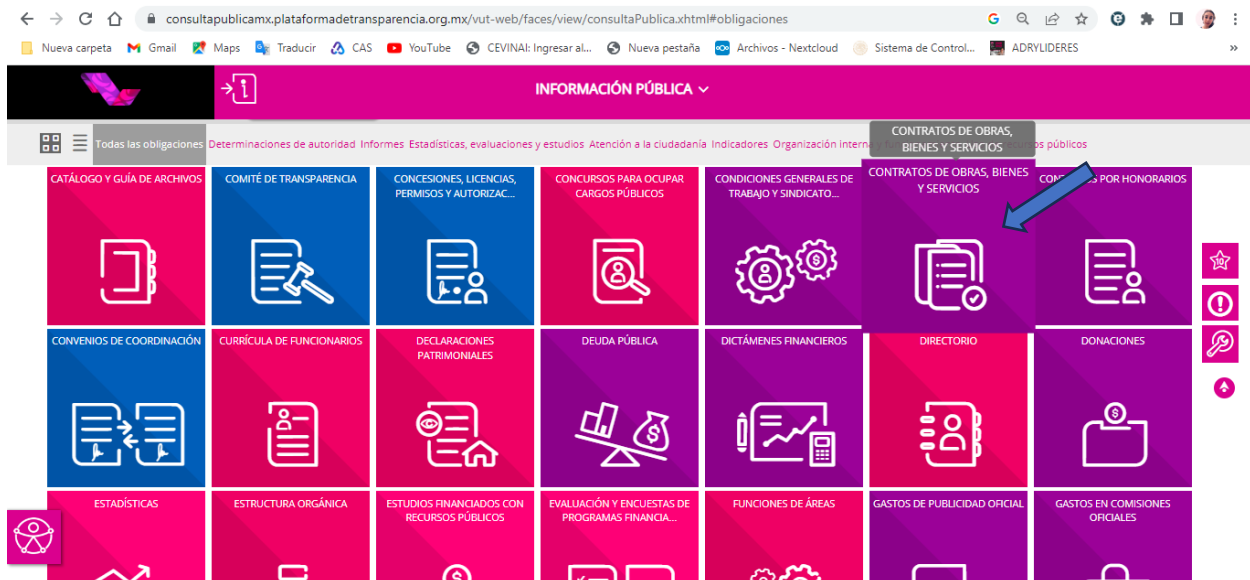 consultapublicamx.plataformadetransparencia.org.mx/vut-web/faces/view/consultaPublica.xhtml#obligaciones
Nueva carpeta Gmail Maps Traducir CAS YouTube CEVINAI: Ingresar al... Nueva pestaña Archivos - Nextcloud Sistema de Control... ADRYLIDERES »
INFORMACIÓN PÚBLICA
CONTRATOS DE OBRAS,
BIENES Y SERVICIOS
Todas las obligaciones Determinaciones de autoridad Informes Estadísticas, evaluaciones y estudios Atención a la ciudadanía Indicadores Organización interna públicos
CATÁLOGO Y GUÍA DE ARCHIVOS
COMITÉ DE TRANSPARENCIA
CONCESIONES, LICENCIAS,
PERMISOS Y AUTORIZAC...
CONCURSOS PARA OCUPAR
CARGOS PÚBLICOS
CONDICIONES GENERALES DE
TRABAJO Y SINDICATO...
CONTRATOS DE OBRAS, BIENES
Y SERVICIOS
POR HONORARIOS
CONVENIOS DE COORDINACIÓN
CURRÍCULA DE FUNCIONARIOS
DECLARACIONES
PATRIMONIALES
DEUDA PÚBLICA
DICTÁMENES FINANCIEROS
DIRECTORIO
DONACIONES
ESTADÍSTICAS
ESTRUCTURA ORGÁNICA
ESTUDIOS FINANCIADOS CON
RECURSOS PÚBLICOS
EVALUACIÓN Y ENCUESTAS DE
PROGRAMAS FINANCIA...
FUNCIONES DE ÁREAS
GASTOS DE PUBLICIDAD OFICIAL
GASTOS EN COMISIONES
OFICIALES